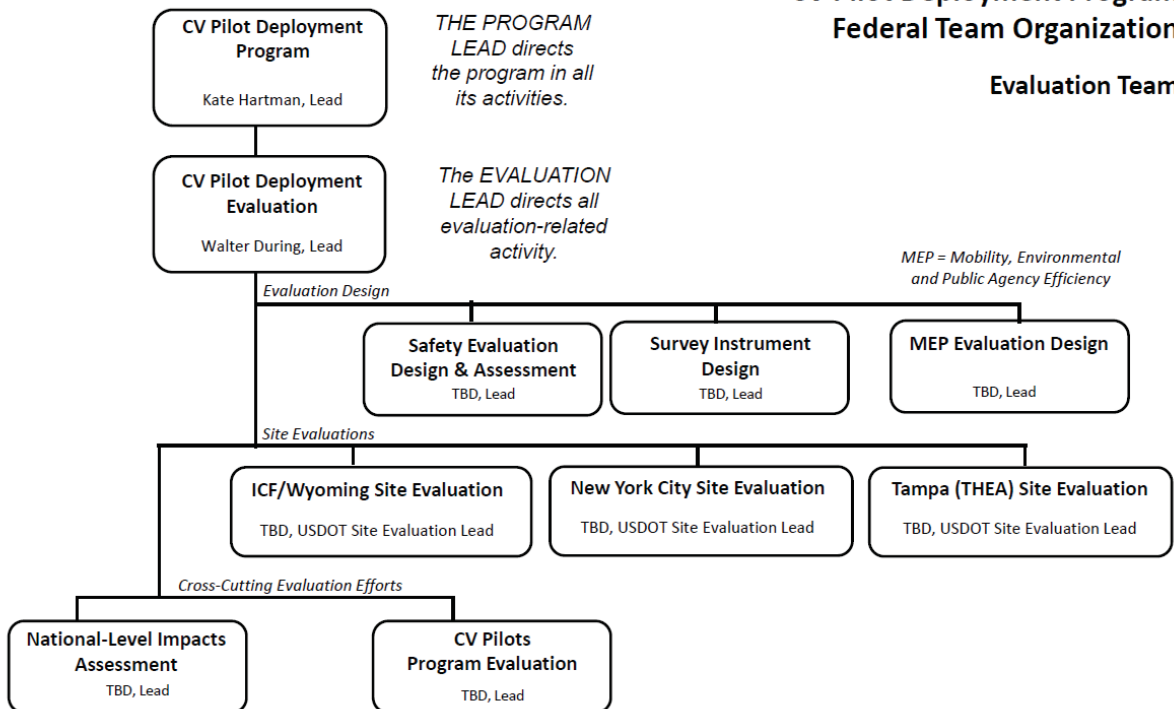 CV Pilot Deployment Program
Federal Team Organization
Evaluation Team
CV Pilot Deployment
Program
Kate Hartman, Lead
THE PROGRAM
LEAD directs
the program in all
its activities.
CV Pilot Deployment
Evaluation
Walter During, Lead
The EVALUATION
LEAD directs all
evaluation-related
activity.
MEP = Mobility, Environmental
and Public Agency Efficiency
Evaluation Design
Safety Evaluation
Design & Assessment
TBD, Lead
Survey Instrument
Design
TBD, Lead
MEP Evaluation Design
TBD, Lead
Site Evaluations
ICF/Wyoming Site Evaluation
TBD, USDOT Site Evaluation Lead
New York City Site Evaluation
TBD, USDOT Site Evaluation Lead
Tampa (THEA) Site Evaluation
TBD, USDOT Site Evaluation Lead
Cross-Cutting Evaluation Efforts
National-Level Impacts
Assessment
TBD, Lead
CV Pilots
Program Evaluation
TBD, Lead